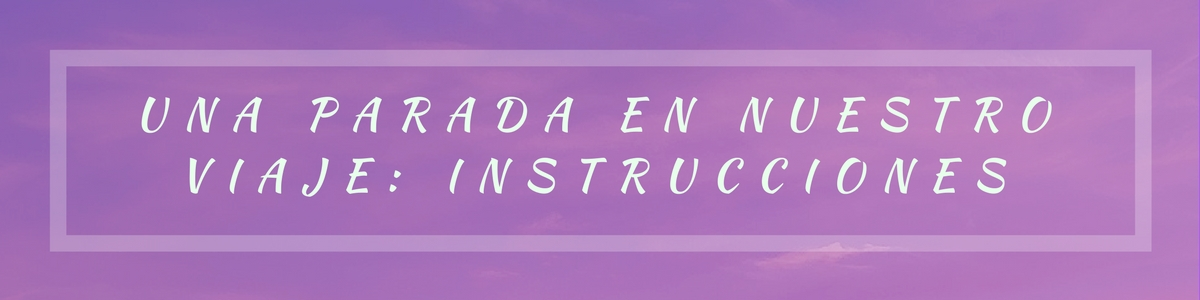 UNA PARADA EN NUESTRO
VIAJE: INSTRUCCIONES